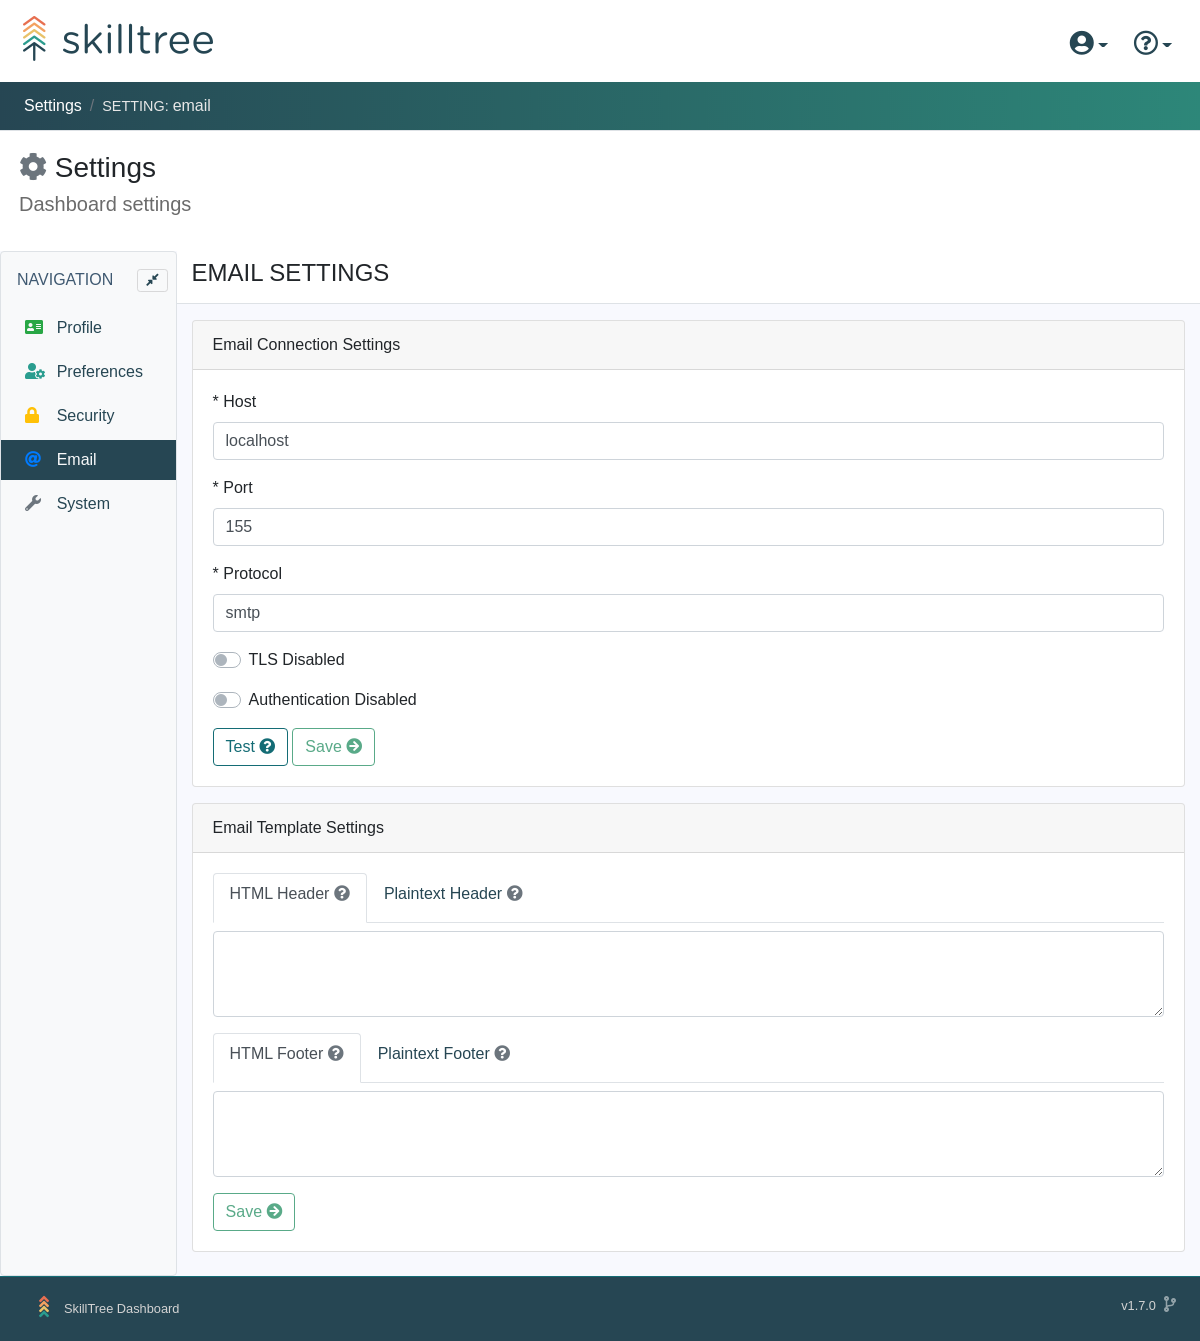 skilltree
Settings / SETTING: email
Settings
Dashboard settings
NAVIGATION
Profile
Preferences
Security
Email
System
EMAIL SETTINGS
Email Connection Settings
* Host
localhost
* Port
155
* Protocol
smtp
TLS Disabled
Authentication Disabled
Test Save
Email Template Settings
HTML Header Plaintext Header
HTML Footer Plaintext Footer
Save
SkillTree Dashboard
v1.7.0